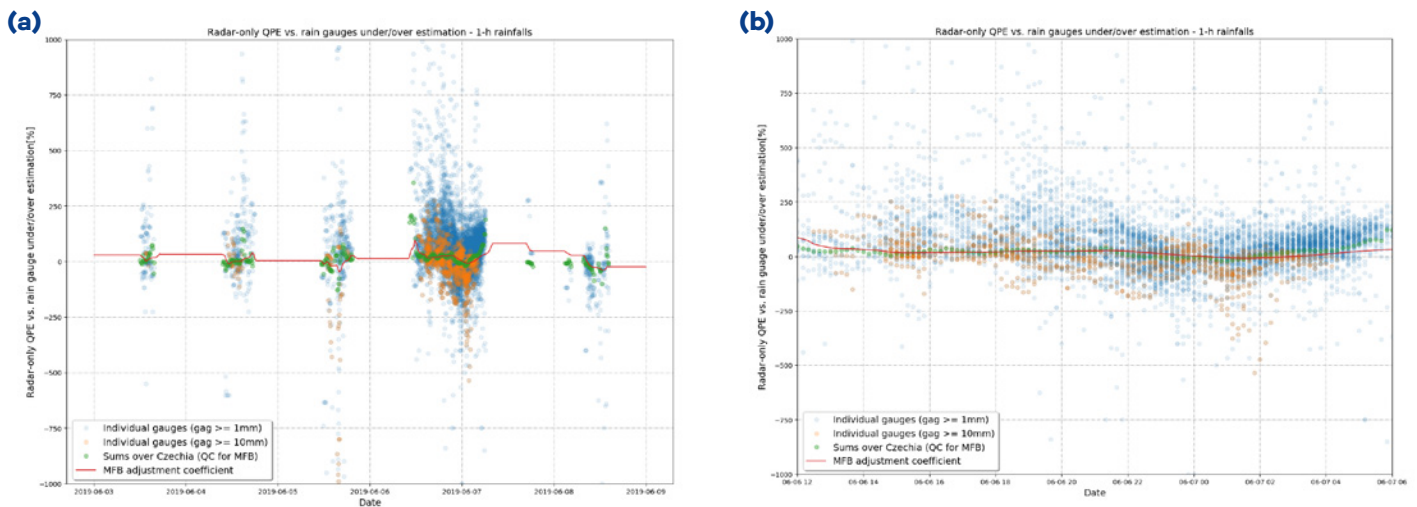 (a)
Radar-only QPE vs. rain gauges under/over estimation - 1-h rainfalls
Radar-only QPE vs. rain gauge under/over estimation[%]
1000
750
500
250
0
−250
−500
−750
−1000
Individual gauges (gag >= 1mm)
Individual gauges (gag >= 10mm)
Sums over Czechia (QC for MFB)
MFB adjustment coefficient
2019-06-03 2019-06-04 2019-06-05 2019-06-06 2019-06-07 2019-06-08 2019-06-09
Date
(b)
Radar-only QPE vs. rain gauges under/over estimation - 1-h rainfalls
Radar-only QPE vs. rain guage under/over estimation[%]
1000
750
500
250
0
−250
−500
−750
−1000
Individual gauges (gag >= 1mm)
Individual gauges (gag >= 10mm)
Sums over Czechia (QC for MFB)
MFB adjustment coefficient
06-06 12 06-06 14 06-06 16 06-06 18 06-06 20 06-06 22 06-07 00 06-07 02 06-07 04 06-07 06
Date